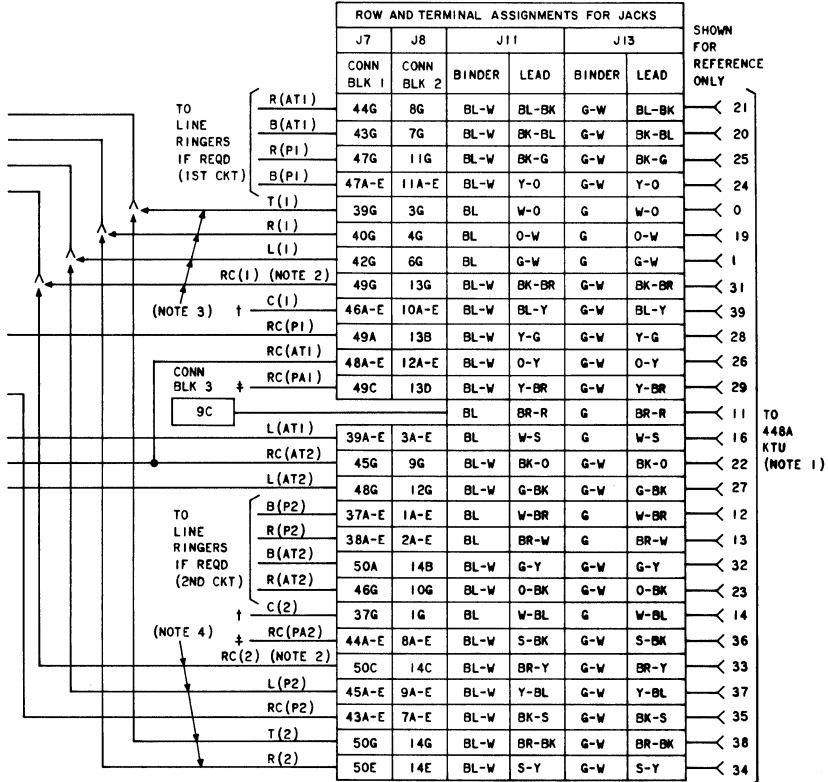 ROW AND TERMINAL ASSIGNMENTS FOR JACKS
J7 J8 J11 J13
SHOWN FOR REFERENCE ONLY
CONN BLK 1 CONN BLK 2 BINDER LEAD BINDER LEAD
TO LINE RINGERS IF REQD (1ST CKT)
R(AT1) 44G 8G BL-W BL-BK G-W BL-BK 21
B(AT1) 43G 7G BL-W BK-BL G-W BK-BL 20
R(P1) 47G 11G BL-W BK-G G-W BK-G 25
B(P1) 47A-E 11A-E BL-W Y-O G-W Y-O 24
T(1) 39G 3G BL W-O G W-O 0
R(1) 40G 4G BL O-W G O-W 19
L(1) 42G 6G BL G-W G G-W 1
RC(1) (NOTE 2) 49G 13G BL-W BK-BR G-W BK-BR 31
(NOTE 3) † C(1) 46A-E 10A-E BL-W BL-Y G-W BL-Y 39
RC(P1) 49A 13B BL-W Y-G G-W Y-G 28
RC(AT1) 48A-E 12A-E BL-W O-Y G-W O-Y 26
CONN BLK 3 ‡ RC(PA1) 49C 13D BL-W Y-BR G-W Y-BR 29
9C BL BR-R G BR-R 11
TO 448A KTU (NOTE 1)
L(AT1) 39A-E 3A-E BL W-S G W-S 16
RC(AT2) 45G 9G BL-W BK-O G-W BK-O 22
L(AT2) 48G 12G BL-W G-BK G-W G-BK 27
TO LINE RINGERS IF REQD (2ND CKT)
B(P2) 37A-E 1A-E BL W-BR G W-BR 12
R(P2) 38A-E 2A-E BL BR-W G BR-W 13
B(AT2) 50A 14B BL-W G-Y G-W G-Y 32
R(AT2) 46G 10G BL-W O-BK G-W O-BK 23
† C(2) 37G 1G BL W-BL G W-BL 14
(NOTE 4) ‡ RC(PA2) 44A-E 8A-E BL-W S-BK G-W S-BK 36
RC(2) (NOTE 2) 50C 14C BL-W BR-Y G-W BR-Y 33
L(P2) 45A-E 9A-E BL-W Y-BL G-W Y-BL 37
RC(P2) 43A-E 7A-E BL-W BK-S G-W BK-S 35
T(2) 50G 14G BL-W BR-BK G-W BR-BK 38
R(2) 50E 14E BL-W S-Y G-W S-Y 34